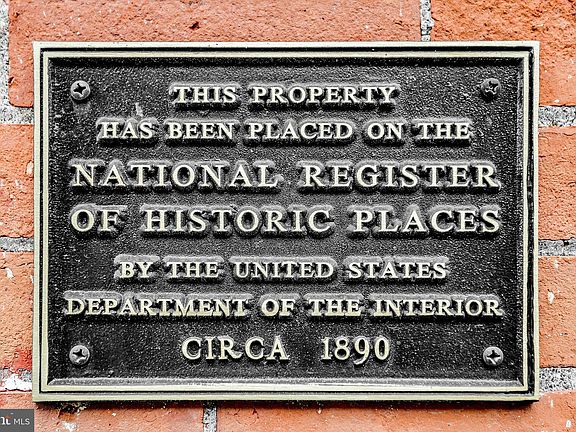 THIS PROPERTY
HAS BEEN PLACED ON THE
NATIONAL REGISTER
OF HISTORIC PLACES
BY THE UNITED STATES
DEPARTMENT OF THE INTERIOR
CIRCA 1890
MLS